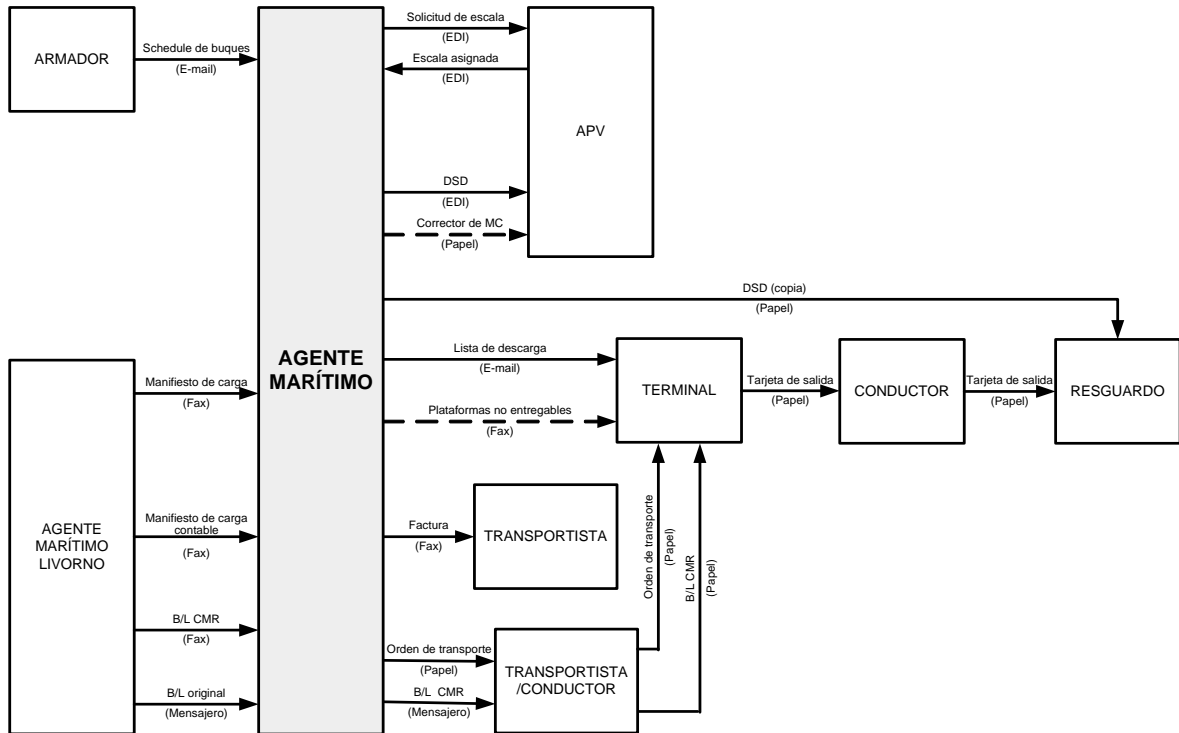 ARMADOR
Schedule de buques
(E-mail)
Solicitud de escala
(EDI)
Escala asignada
(EDI)
APV
DSD
(EDI)
Corrector de MC
(Papel)
DSD (copia)
(Papel)
AGENTE
MARÍTIMO
Lista de descarga
(E-mail)
Plataformas no entregables
(Fax)
TERMINAL
Tarjeta de salida
(Papel)
CONDUCTOR
Tarjeta de salida
(Papel)
RESGUARDO
AGENTE
MARÍTIMO
LIVORNO
Manifiesto de carga
(Fax)
Manifiesto de carga
contable
(Fax)
B/L CMR
(Fax)
B/L original
(Mensajero)
Factura
(Fax)
TRANSPORTISTA
Orden de transporte
(Papel)
B/L CMR
(Mensajero)
TRANSPORTISTA
/CONDUCTOR
Orden de transporte
(Papel)
B/L CMR
(Papel)